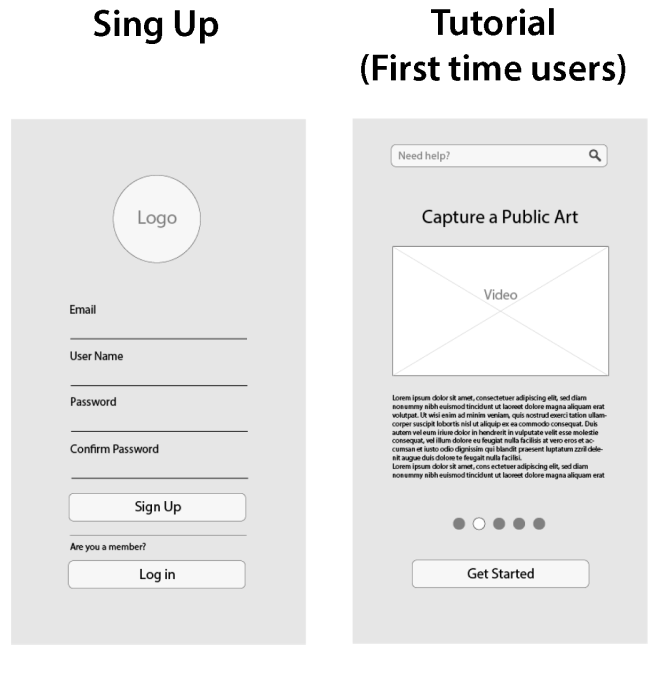 Sing Up
Tutorial
(First time users)
Logo
Email
User Name
Password
Confirm Password
Sign Up
Are you a member?
Log in
Need help?
Capture a Public Art
Video
Lorem ipsum dolor sit amet, consectetuer adipiscing elit, sed diam
nonummy nibh euismod tincidunt ut laoreet dolore magna aliquam erat
volutpat. Ut wisi enim ad minim veniam, quis nostrud exerci tation ullam-
corper suscipit lobortis nisl ut aliquip ex ea commodo consequat. Duis
autem vel eum iriure dolor in hendrerit in vulputate velit esse molestie
consequat, vel illum dolore eu feugiat nulla facilisis at vero eros et ac-
cumsan et iusto odio dignissim qui blandit praesent luptatum zzril dele-
nit augue duis dolore te feugait nulla facilisi.
Lorem ipsum dolor sit amet, cons ectetuer adipiscing elit, sed diam
nonummy nibh euismod tincidunt ut laoreet dolore magna aliquam erat
Get Started